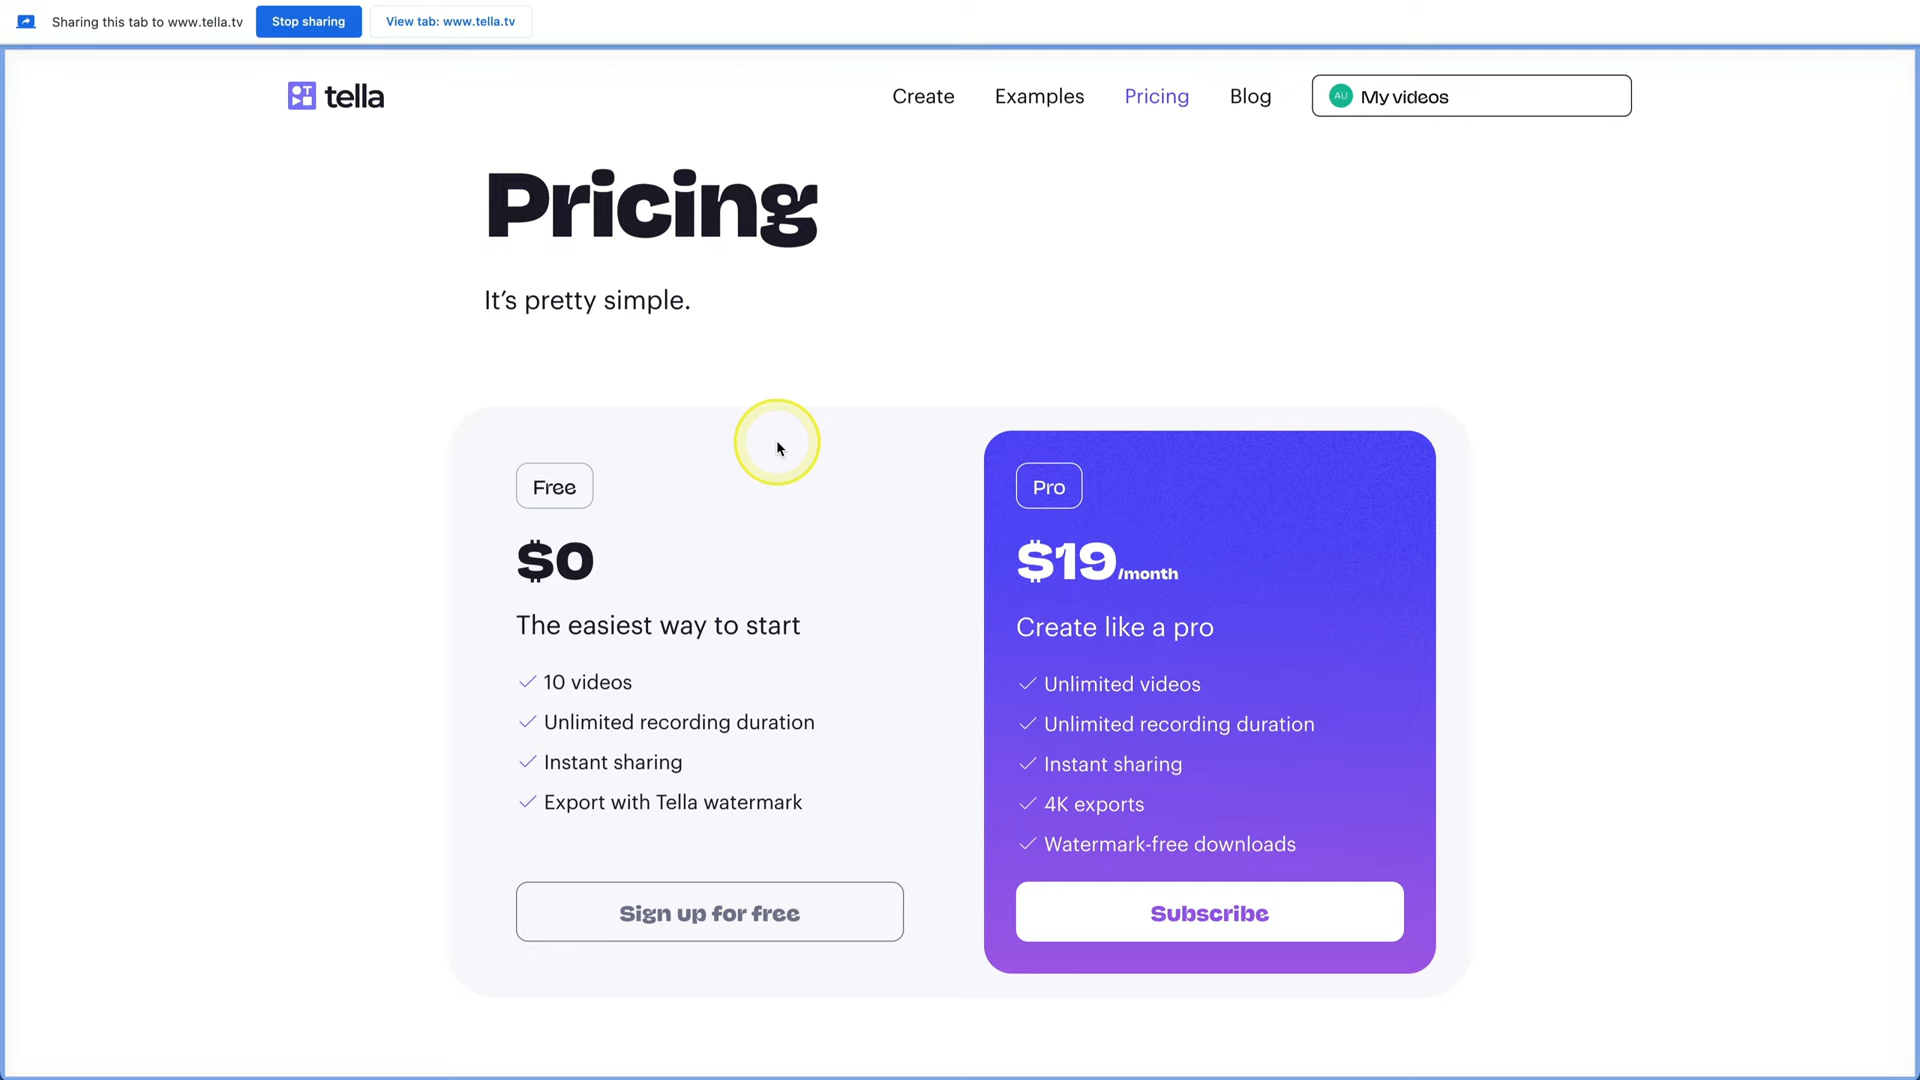 Sharing this tab to www.tella.tv Stop sharing View tab: www.tella.tv
tella Create Examples Pricing Blog AU My videos
Pricing
It’s pretty simple.
Free
$0
The easiest way to start
10 videos
Unlimited recording duration
Instant sharing
Export with Tella watermark
Sign up for free
Pro
$19/month
Create like a pro
Unlimited videos
Unlimited recording duration
Instant sharing
4K exports
Watermark-free downloads
Subscribe